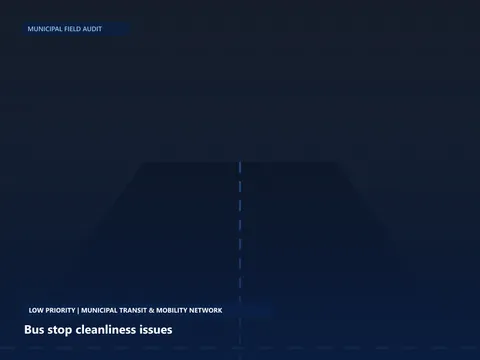 MUNICIPAL FIELD AUDIT
LOW PRIORITY | MUNICIPAL TRANSIT & MOBILITY NETWORK
Bus stop cleanliness issues